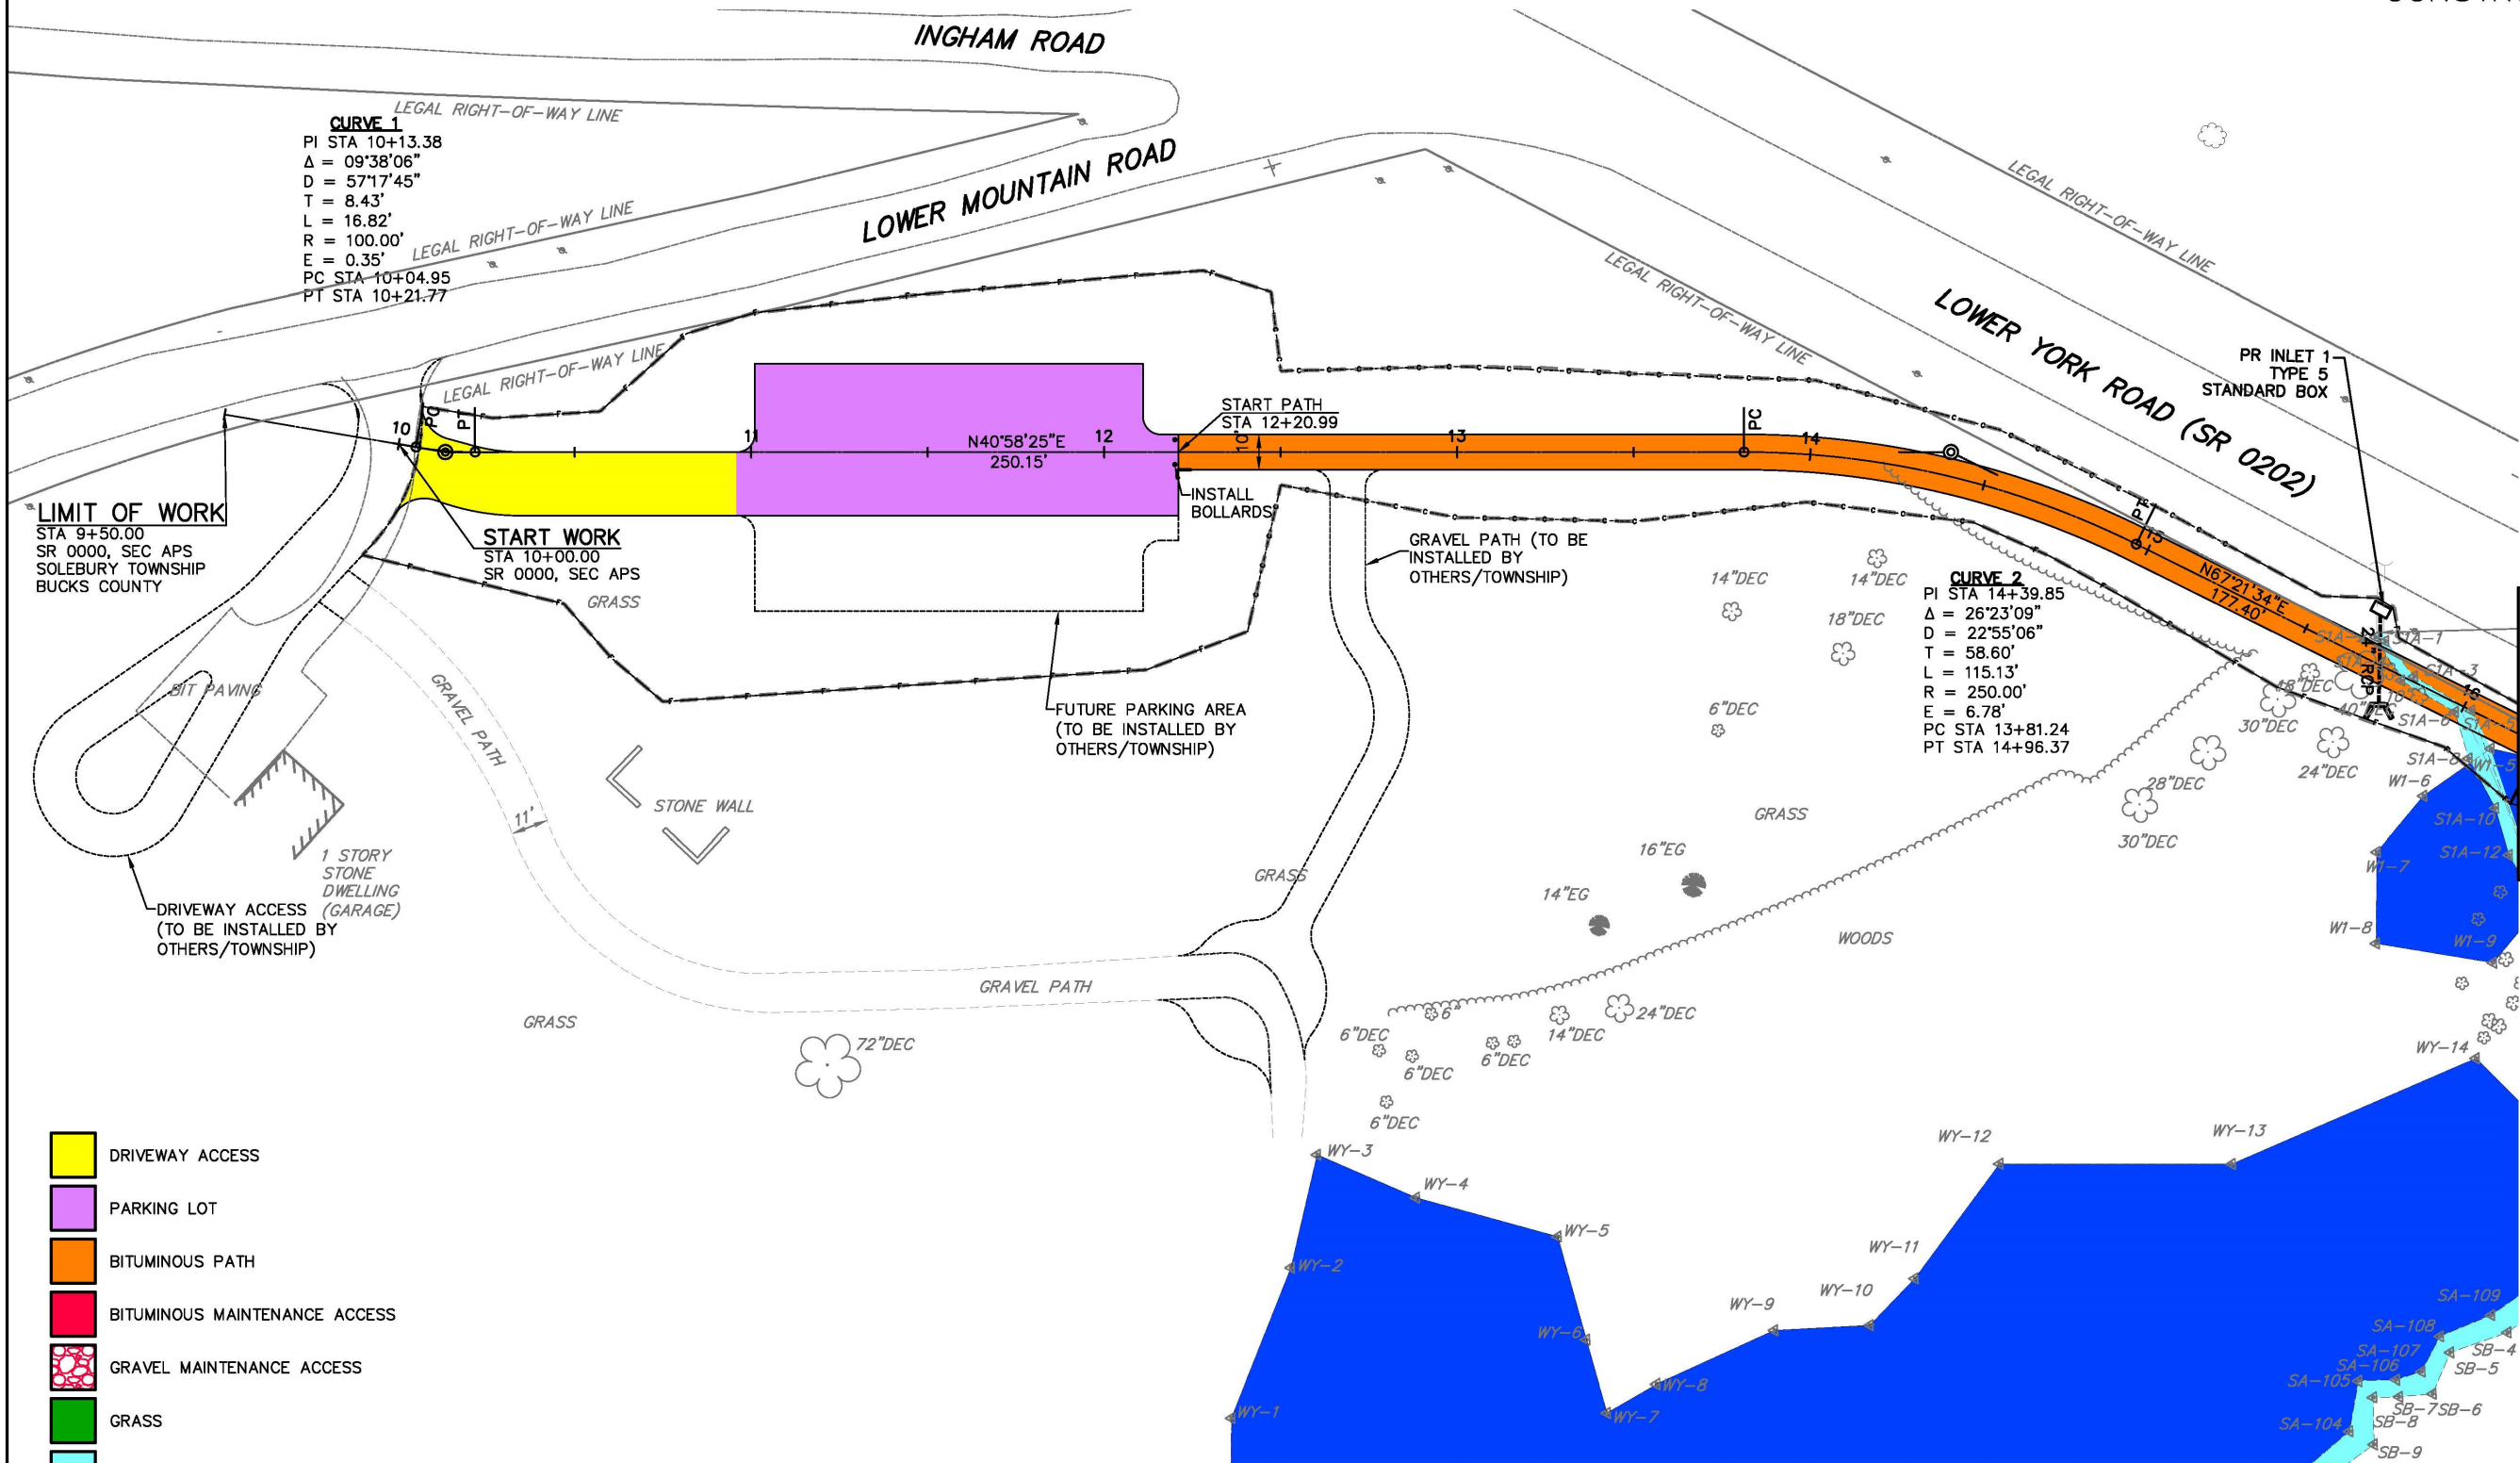 INGHAM ROAD
LEGAL RIGHT-OF-WAY LINE
CURVE 1
PI STA 10+13.38
Δ = 09°38'06"
D = 57°17'45"
T = 8.43'
L = 16.82'
R = 100.00'
E = 0.35'
PC STA 10+04.95
PT STA 10+21.77
LEGAL RIGHT-OF-WAY LINE
LOWER MOUNTAIN ROAD
LEGAL RIGHT-OF-WAY LINE
LEGAL RIGHT-OF-WAY LINE
LEGAL RIGHT-OF-WAY LINE
LOWER YORK ROAD (SR 0202)
PR INLET 1
TYPE 5
STANDARD BOX
10
PC
PT
11
12
N40°58'25"E
250.15'
START PATH
STA 12+20.99
10'
13
PC
14
PT
15
N67°21'34"E
177.40'
16
LIMIT OF WORK
STA 9+50.00
SR 0000, SEC APS
SOLEBURY TOWNSHIP
BUCKS COUNTY
START WORK
STA 10+00.00
SR 0000, SEC APS
GRASS
INSTALL
BOLLARDS
GRAVEL PATH (TO BE
INSTALLED BY
OTHERS/TOWNSHIP)
14"DEC
14"DEC
18"DEC
6"DEC
CURVE 2
PI STA 14+39.85
Δ = 26°23'09"
D = 22°55'06"
T = 58.60'
L = 115.13'
R = 250.00'
E = 6.78'
PC STA 13+81.24
PT STA 14+96.37
24" RCP
S1A-1
S1A-3
S1A-5
S1A-6
S1A-8
W1-5
W1-6
S1A-10
S1A-12
W1-7
W1-8
W1-9
18"DEC
40"DEC
30"DEC
24"DEC
28"DEC
30"DEC
BIT PAVING
GRAVEL PATH
11'
STONE WALL
FUTURE PARKING AREA
(TO BE INSTALLED BY
OTHERS/TOWNSHIP)
1 STORY
STONE
DWELLING
(GARAGE)
DRIVEWAY ACCESS
(TO BE INSTALLED BY
OTHERS/TOWNSHIP)
GRASS
GRASS
16"EG
14"EG
WOODS
GRAVEL PATH
GRASS
72"DEC
6"
24"DEC
14"DEC
6"DEC
6"DEC
6"DEC
6"DEC
WY-14
WY-13
WY-12
WY-3
WY-4
WY-5
WY-2
WY-11
WY-10
WY-9
WY-6
WY-8
WY-7
WY-1
SA-109
SA-108
SA-107
SA-106
SA-105
SA-104
SB-4
SB-5
SB-6
SB-7
SB-8
SB-9
DRIVEWAY ACCESS
PARKING LOT
BITUMINOUS PATH
BITUMINOUS MAINTENANCE ACCESS
GRAVEL MAINTENANCE ACCESS
GRASS